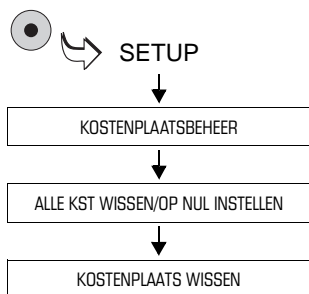 SETUP
KOSTENPLAATSBEHEER
ALLE KST WISSEN/OP NUL INSTELLEN
KOSTENPLAATS WISSEN